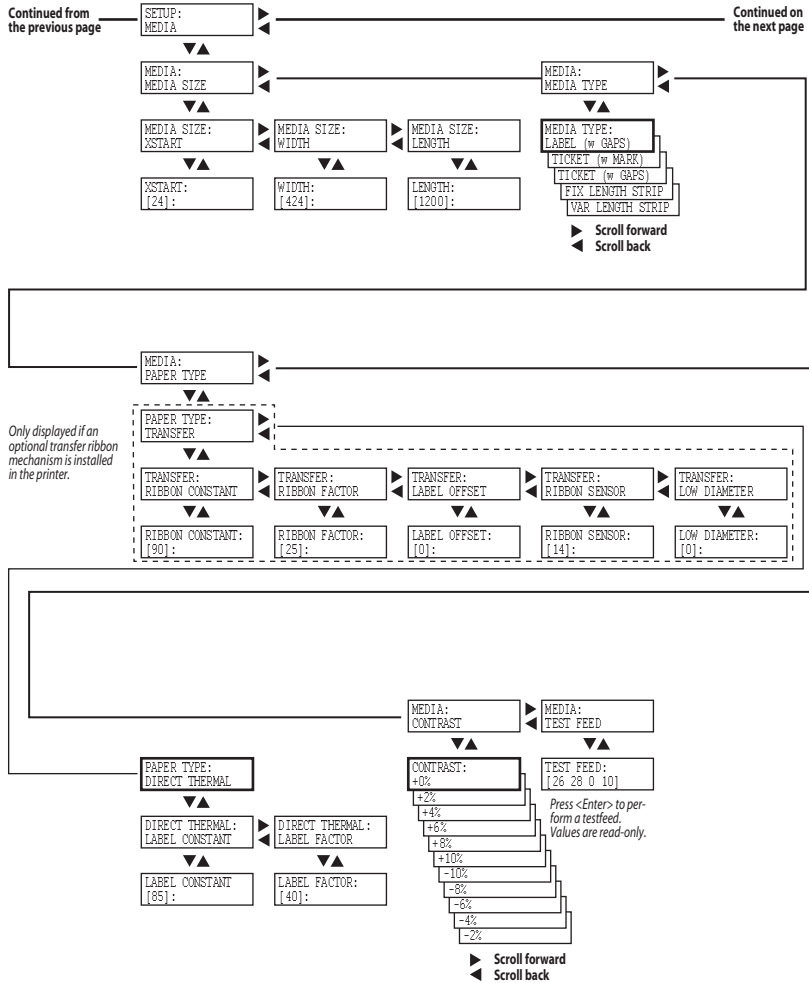 Continued from
the previous page
SETUP:
MEDIA
Continued on
the next page
MEDIA:
MEDIA SIZE
MEDIA:
MEDIA TYPE
MEDIA SIZE:
XSTART
MEDIA SIZE:
WIDTH
MEDIA SIZE:
LENGTH
MEDIA TYPE:
LABEL (w GAPS)
TICKET (w MARK)
TICKET (w GAPS)
FIX LENGTH STRIP
VAR LENGTH STRIP
XSTART:
[24]:
WIDTH:
[424]:
LENGTH:
[1200]:
Scroll forward
Scroll back
MEDIA:
PAPER TYPE
Only displayed if an
optional transfer ribbon
mechanism is installed
in the printer.
PAPER TYPE:
TRANSFER
TRANSFER:
RIBBON CONSTANT
TRANSFER:
RIBBON FACTOR
TRANSFER:
LABEL OFFSET
TRANSFER:
RIBBON SENSOR
TRANSFER:
LOW DIAMETER
RIBBON CONSTANT:
[90]:
RIBBON FACTOR:
[25]:
LABEL OFFSET:
[0]:
RIBBON SENSOR:
[14]:
LOW DIAMETER:
[0]:
MEDIA:
CONTRAST
MEDIA:
TEST FEED
PAPER TYPE:
DIRECT THERMAL
CONTRAST:
+0%
+2%
+4%
+6%
+8%
+10%
-10%
-8%
-6%
-4%
-2%
TEST FEED:
[26 28 0 10]
Press <Enter> to per-
form a testfeed.
Values are read-only.
DIRECT THERMAL:
LABEL CONSTANT
DIRECT THERMAL:
LABEL FACTOR
LABEL CONSTANT
[85]:
LABEL FACTOR:
[40]:
Scroll forward
Scroll back